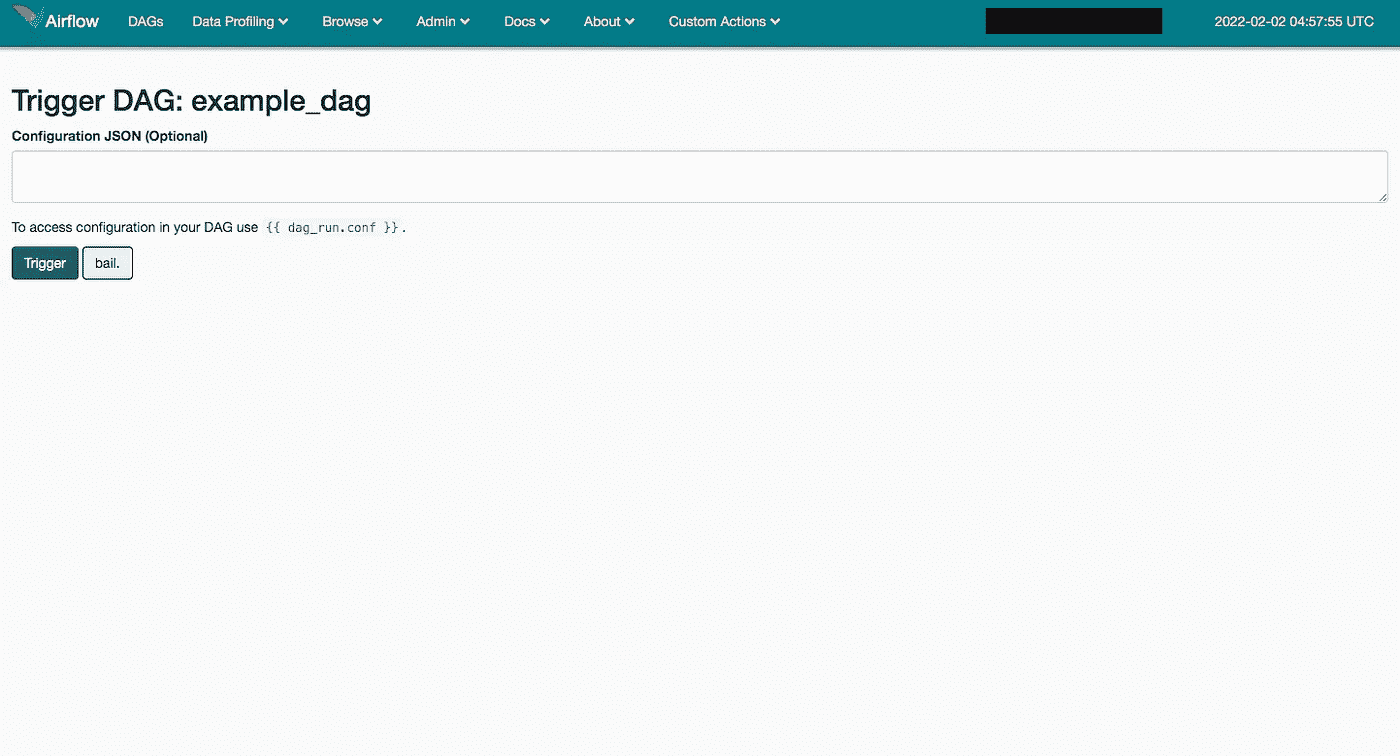 Airflow DAGs Data Profiling Browse Admin Docs About Custom Actions 2022-02-02 04:57:55 UTC
Trigger DAG: example_dag
Configuration JSON (Optional)
To access configuration in your DAG use {{ dag_run.conf }}.
Trigger bail.